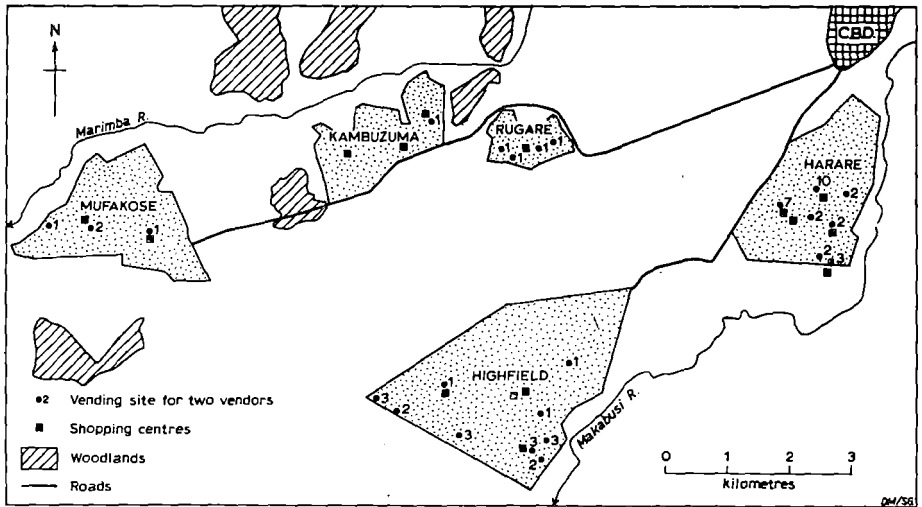 N
C.B.D.
Marimba R.
KAMBUZUMA
1
RUGARE
1
1
1
1
HARARE
10
7
2
2
2
2
3
MUFAKOSE
1
2
1
HIGHFIELD
1
1
3
2
1
3
3
3
2
Makabusi R.
2 Vending site for two vendors
Shopping centres
Woodlands
Roads
0 1 2 3
kilometres
DM/SG